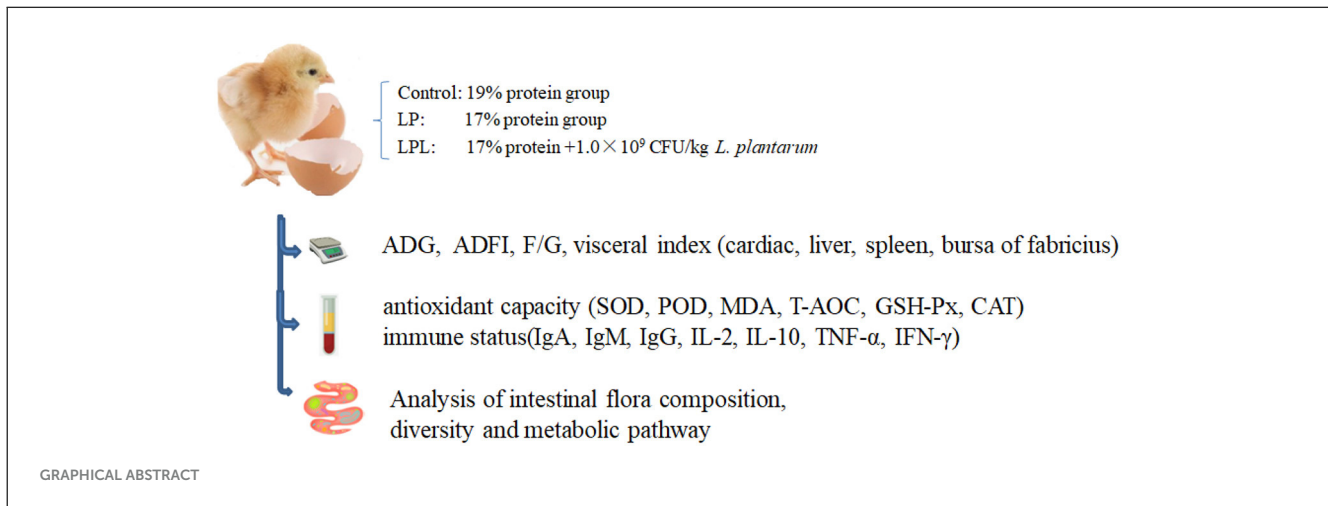 Control: 19% protein group
LP: 17% protein group
LPL: 17% protein +1.0×10⁹ CFU/kg L. plantarum
ADG, ADFI, F/G, visceral index (cardiac, liver, spleen, bursa of fabricius)
antioxidant capacity (SOD, POD, MDA, T-AOC, GSH-Px, CAT)
immune status(IgA, IgM, IgG, IL-2, IL-10, TNF-α, IFN-γ)
Analysis of intestinal flora composition,
diversity and metabolic pathway
GRAPHICAL ABSTRACT